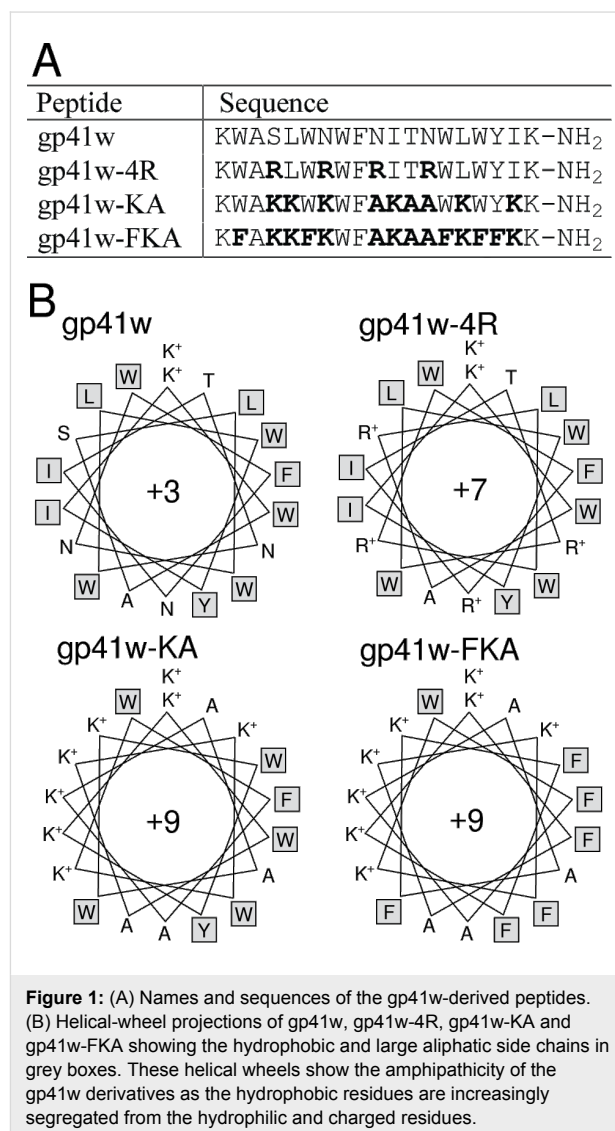 A
Peptide Sequence
gp41w KWASLWNWFNITNWLWYIK-NH₂
gp41w-4R KWARLWRWFRITRWLWYIK-NH₂
gp41w-KA KWAKKWKWFAKAAWKWYKK-NH₂
gp41w-FKA KFAKKFKWFAKAAFKFFKK-NH₂
B
gp41w
K⁺
W K⁺ T
L L
S W
I F
+3
I W
N N
W W
A N Y
gp41w-4R
K⁺
W K⁺ T
L L
R⁺ W
I F
+7
I W
R⁺ R⁺
W W
A R⁺ Y
gp41w-KA
K⁺
W K⁺ A
K⁺ K⁺
K⁺ W
K⁺ F
+9
K⁺ W
K⁺ A
W W
A A Y
gp41w-FKA
K⁺
W K⁺ A
K⁺ K⁺
K⁺ F
K⁺ F
+9
K⁺ F
K⁺ A
F F
A A F
Figure 1: (A) Names and sequences of the gp41w-derived peptides.
(B) Helical-wheel projections of gp41w, gp41w-4R, gp41w-KA and
gp41w-FKA showing the hydrophobic and large aliphatic side chains in
grey boxes. These helical wheels show the amphipathicity of the
gp41w derivatives as the hydrophobic residues are increasingly
segregated from the hydrophilic and charged residues.